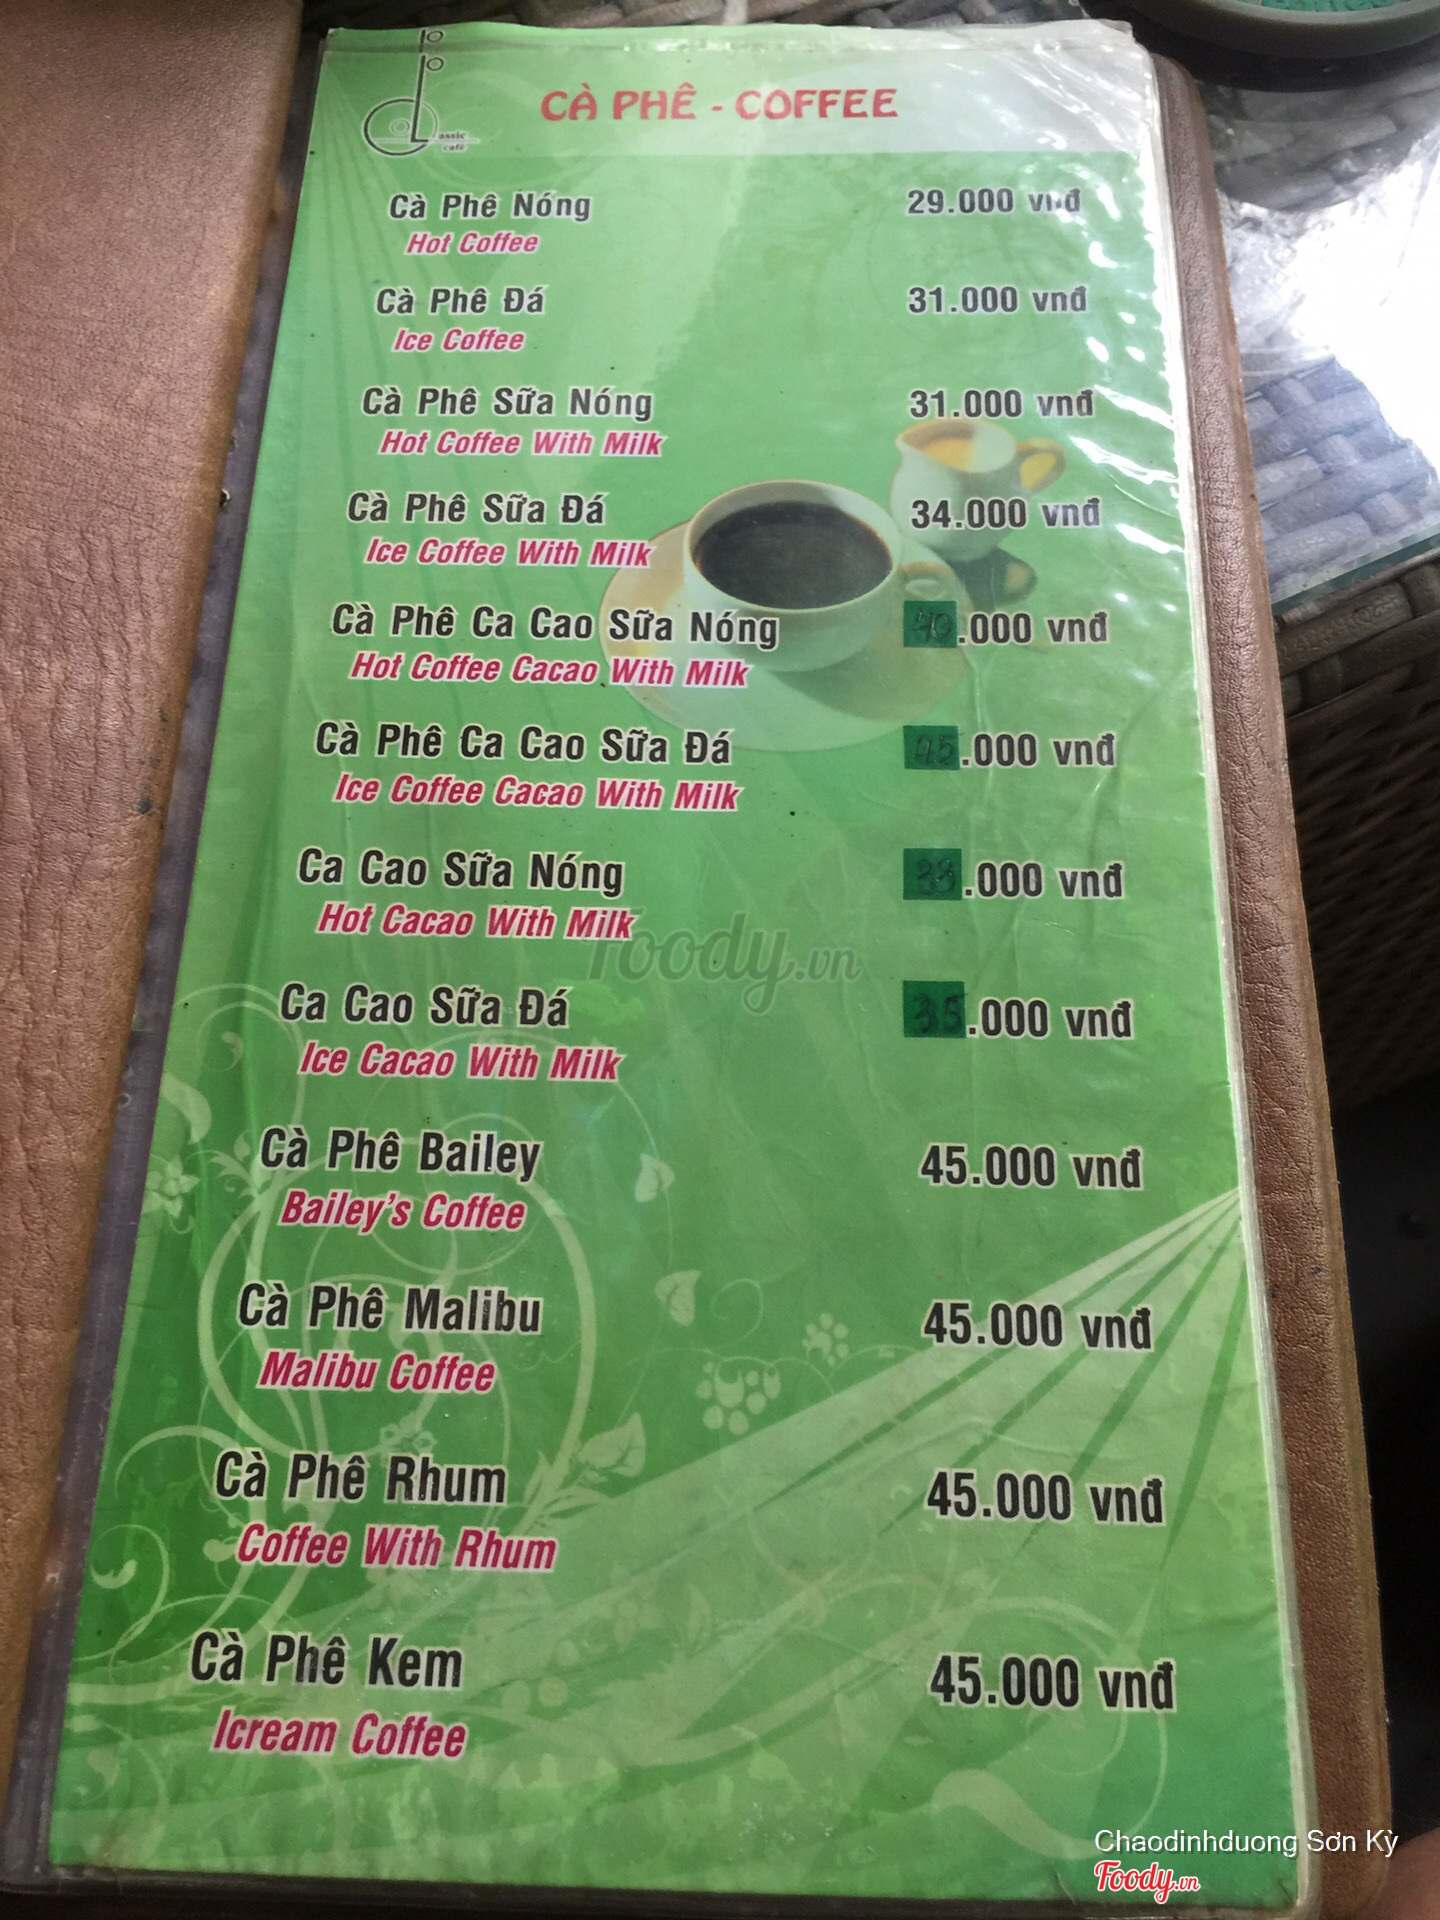 Classic
café
CÀ PHÊ - COFFEE
Cà Phê Nóng 29.000 vnđ
Hot Coffee
Cà Phê Đá 31.000 vnđ
Ice Coffee
Cà Phê Sữa Nóng 31.000 vnđ
Hot Coffee With Milk
Cà Phê Sữa Đá 34.000 vnđ
Ice Coffee With Milk
Cà Phê Ca Cao Sữa Nóng 40.000 vnđ
Hot Coffee Cacao With Milk
Cà Phê Ca Cao Sữa Đá 45.000 vnđ
Ice Coffee Cacao With Milk
Ca Cao Sữa Nóng 33.000 vnđ
Hot Cacao With Milk
Foody.vn
Ca Cao Sữa Đá 35.000 vnđ
Ice Cacao With Milk
Cà Phê Bailey 45.000 vnđ
Bailey's Coffee
Cà Phê Malibu 45.000 vnđ
Malibu Coffee
Cà Phê Rhum 45.000 vnđ
Coffee With Rhum
Cà Phê Kem 45.000 vnđ
Icream Coffee
Chaodinhduong Sơn Kỳ
Foody.vn